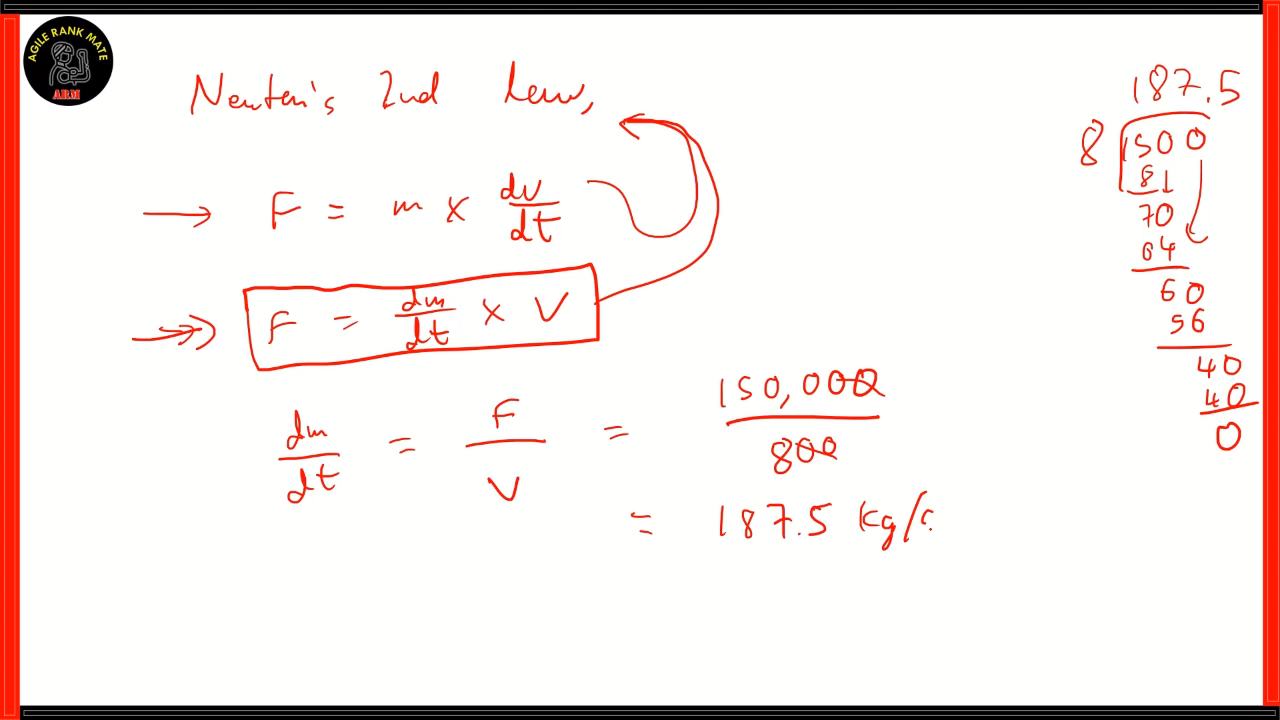 AGILE RANK MATE
ARM
Newton's 2nd Law,
→ F = m × dv/dt
→>> F = dm/dt × V
dm/dt = F/V = 150,000/800
= 187.5 kg/
187.5
8 1500
8
70
64
60
56
40
40
0